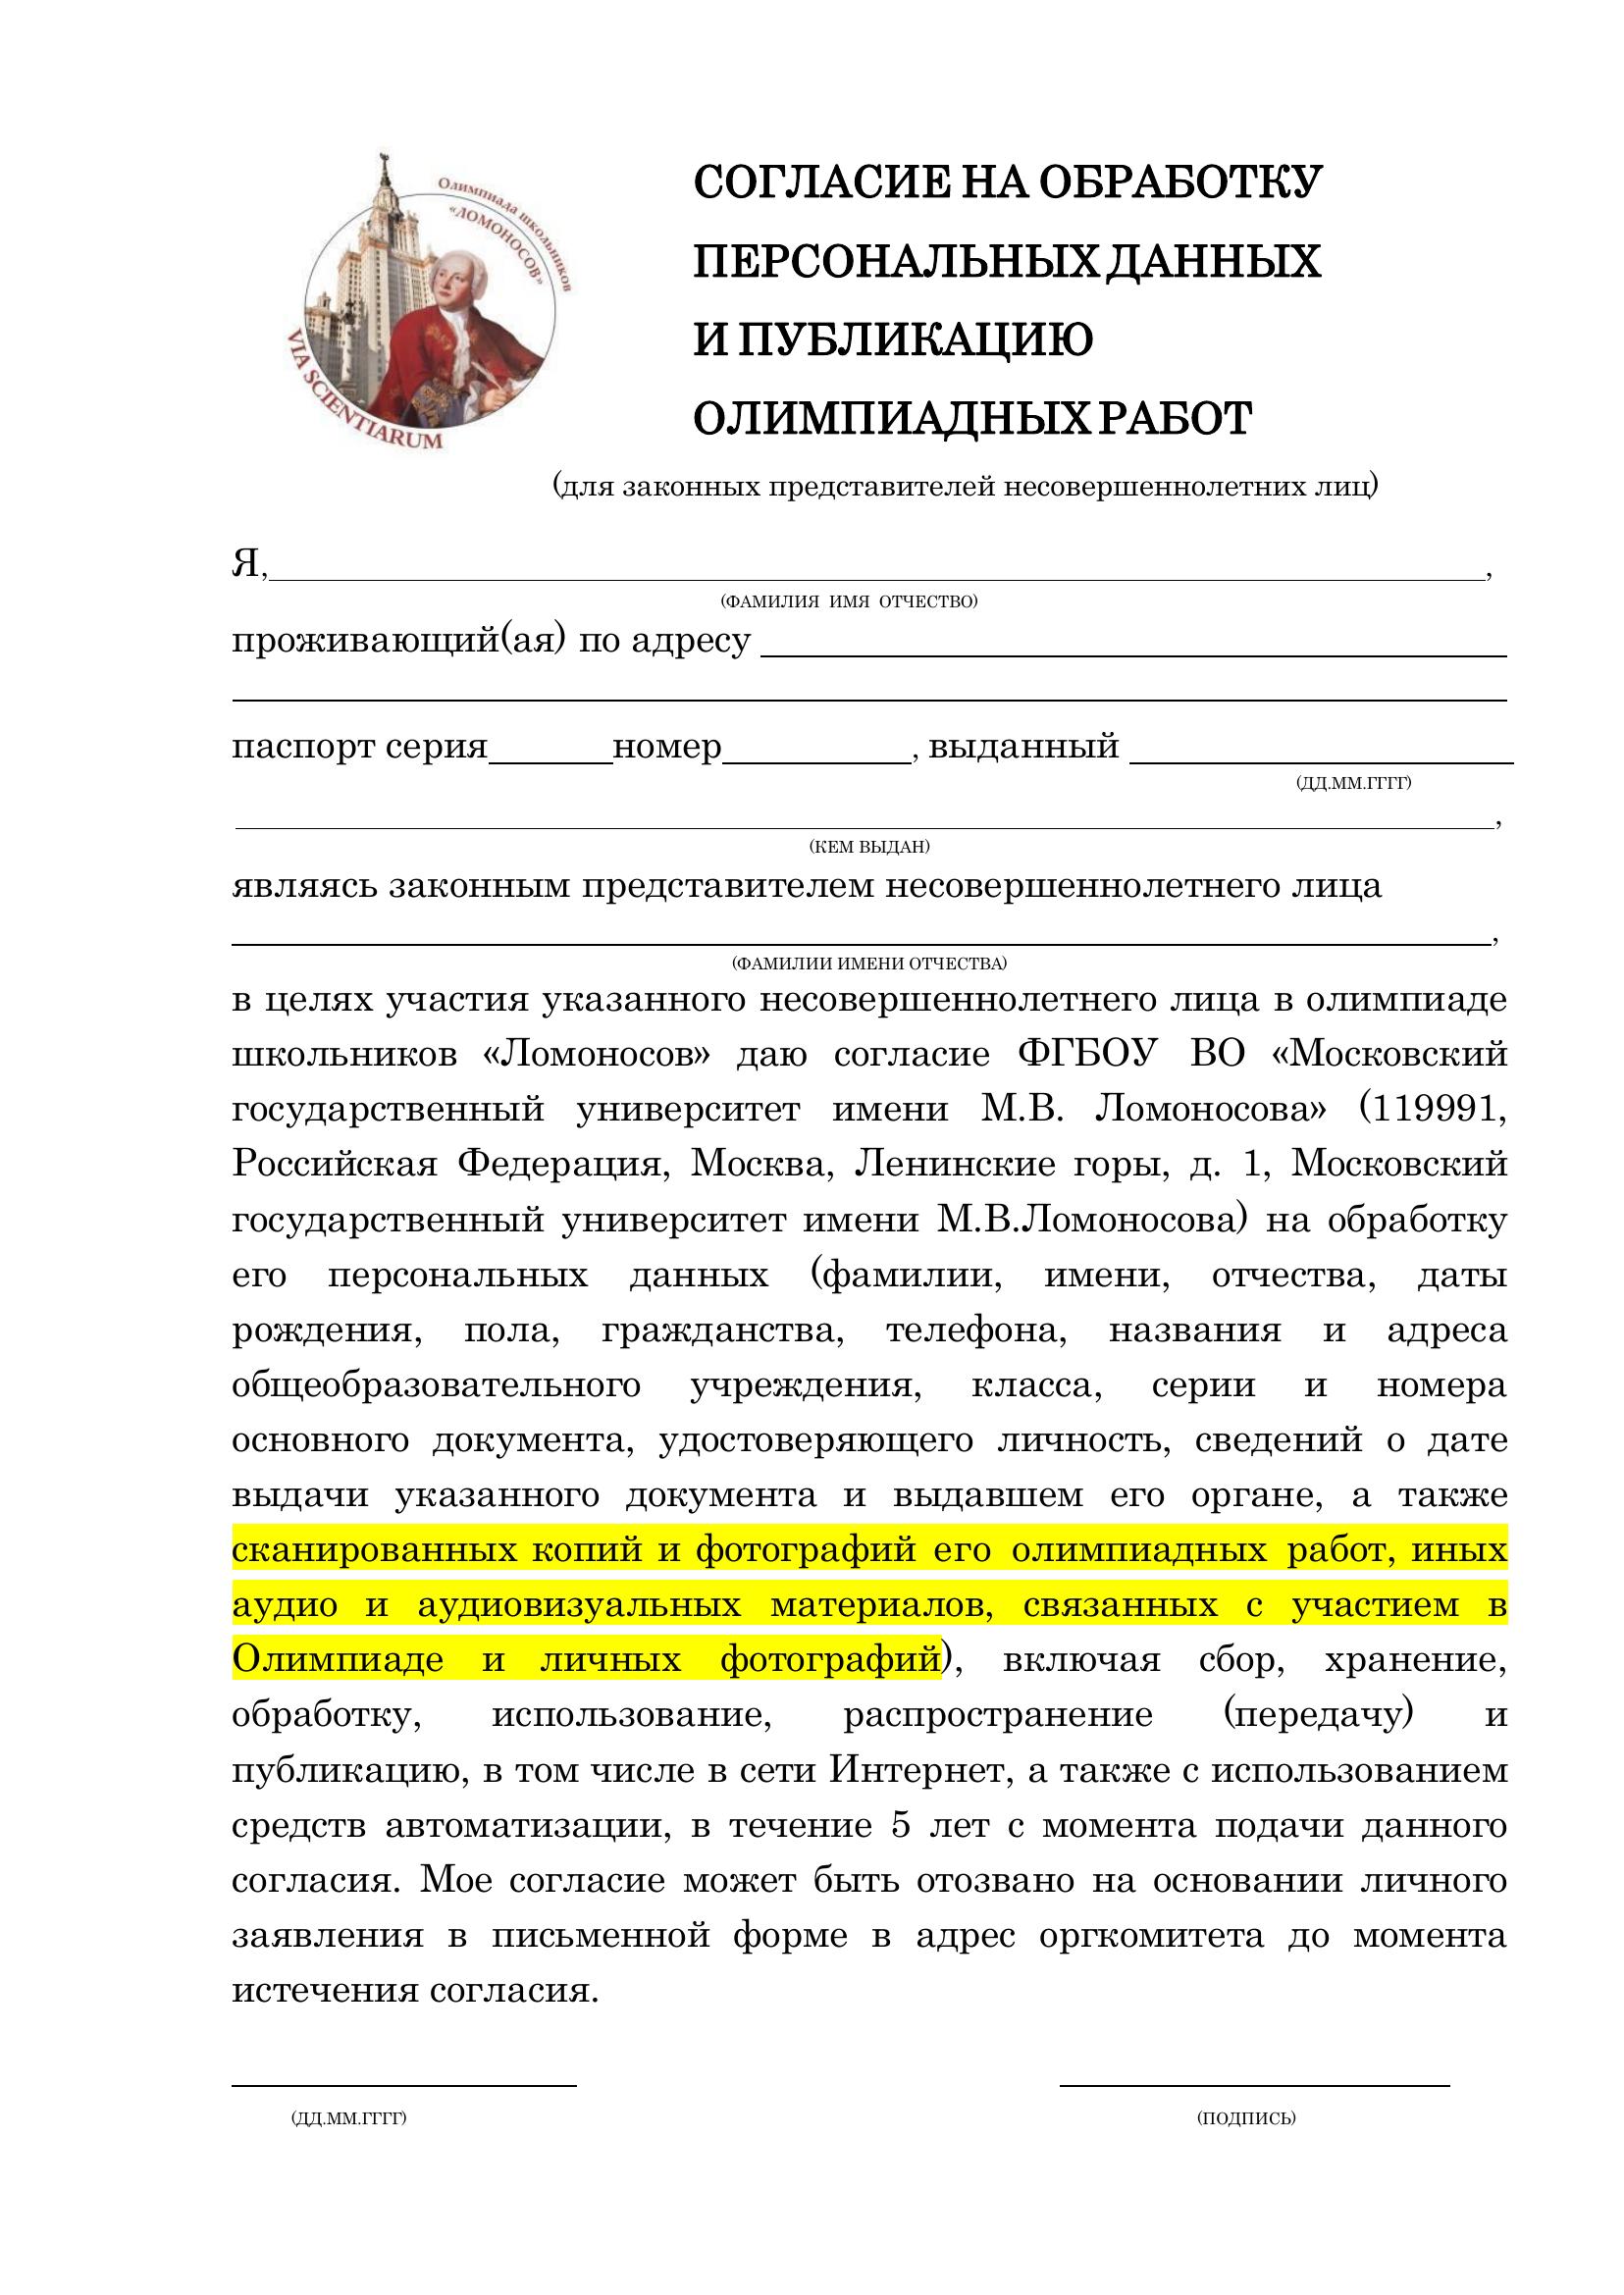 Олимпиада школьников
«ЛОМОНОСОВ»
VIA SCIENTIARUM
СОГЛАСИЕ НА ОБРАБОТКУ
ПЕРСОНАЛЬНЫХ ДАННЫХ
И ПУБЛИКАЦИЮ
ОЛИМПИАДНЫХ РАБОТ
(для законных представителей несовершеннолетних лиц)
Я,______,
(ФАМИЛИЯ ИМЯ ОТЧЕСТВО)
проживающий(ая) по адресу ______
паспорт серия______номер______, выданный ______
(ДД.ММ.ГГГГ)
______,
(КЕМ ВЫДАН)
являясь законным представителем несовершеннолетнего лица
______,
(ФАМИЛИИ ИМЕНИ ОТЧЕСТВА)
в целях участия указанного несовершеннолетнего лица в олимпиаде
школьников «Ломоносов» даю согласие ФГБОУ ВО «Московский
государственный университет имени М.В. Ломоносова» (119991,
Российская Федерация, Москва, Ленинские горы, д. 1, Московский
государственный университет имени М.В.Ломоносова) на обработку
его персональных данных (фамилии, имени, отчества, даты
рождения, пола, гражданства, телефона, названия и адреса
общеобразовательного учреждения, класса, серии и номера
основного документа, удостоверяющего личность, сведений о дате
выдачи указанного документа и выдавшем его органе, а также
сканированных копий и фотографий его олимпиадных работ, иных
аудио и аудиовизуальных материалов, связанных с участием в
Олимпиаде и личных фотографий), включая сбор, хранение,
обработку, использование, распространение (передачу) и
публикацию, в том числе в сети Интернет, а также с использованием
средств автоматизации, в течение 5 лет с момента подачи данного
согласия. Мое согласие может быть отозвано на основании личного
заявления в письменной форме в адрес оргкомитета до момента
истечения согласия.
(ДД.ММ.ГГГГ) (ПОДПИСЬ)